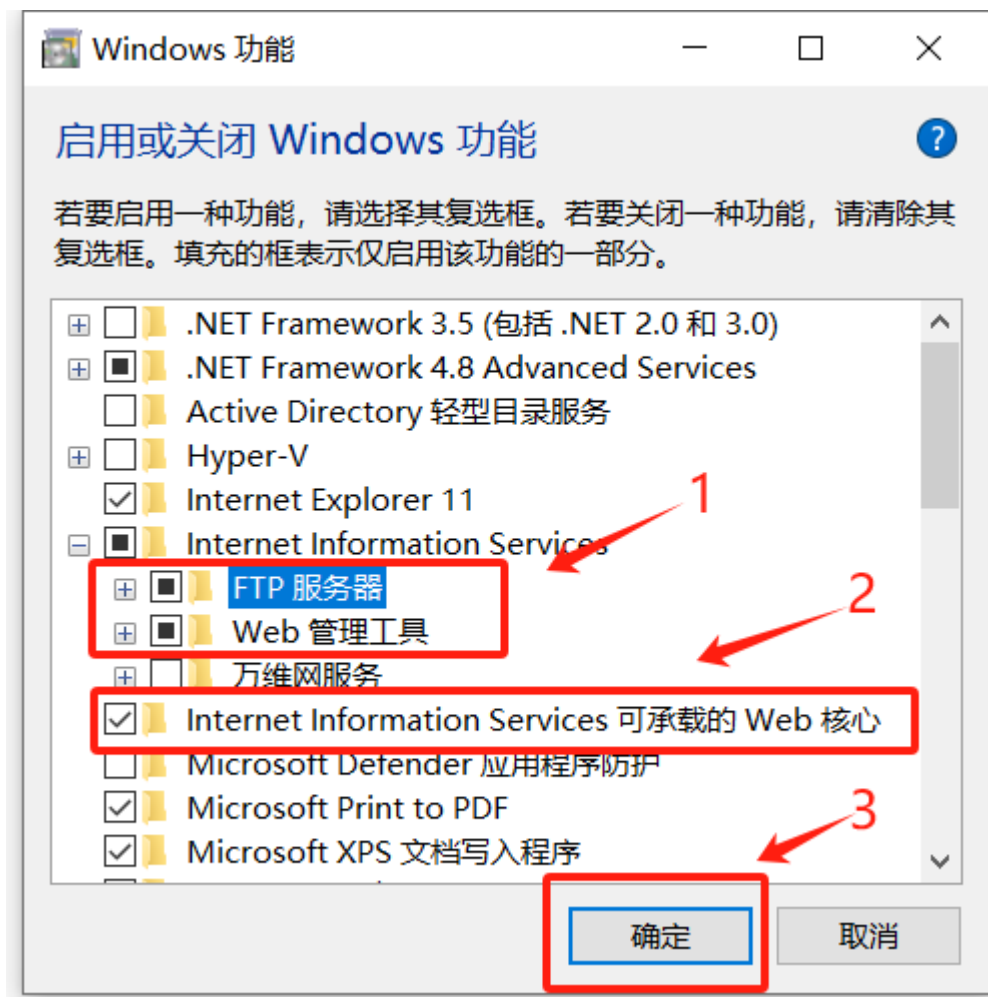 Windows 功能
启用或关闭 Windows 功能
?
若要启用一种功能，请选择其复选框。若要关闭一种功能，请清除其
复选框。填充的框表示仅启用该功能的一部分。
.NET Framework 3.5 (包括 .NET 2.0 和 3.0)
.NET Framework 4.8 Advanced Services
Active Directory 轻型目录服务
Hyper-V
1
Internet Explorer 11
Internet Information Services
FTP 服务器
2
Web 管理工具
万维网服务
Internet Information Services 可承载的 Web 核心
Microsoft Defender 应用程序防护
Microsoft Print to PDF
3
Microsoft XPS 文档写入程序
确定
取消